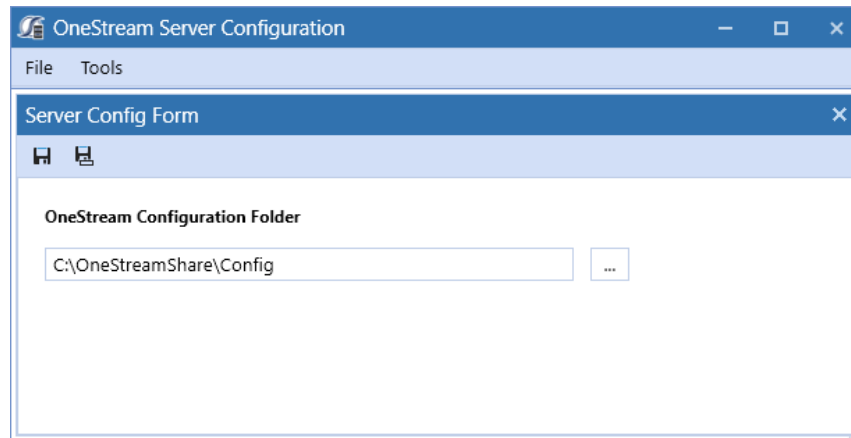 OneStream Server Configuration
File Tools
Server Config Form
OneStream Configuration Folder
C:\OneStreamShare\Config
...